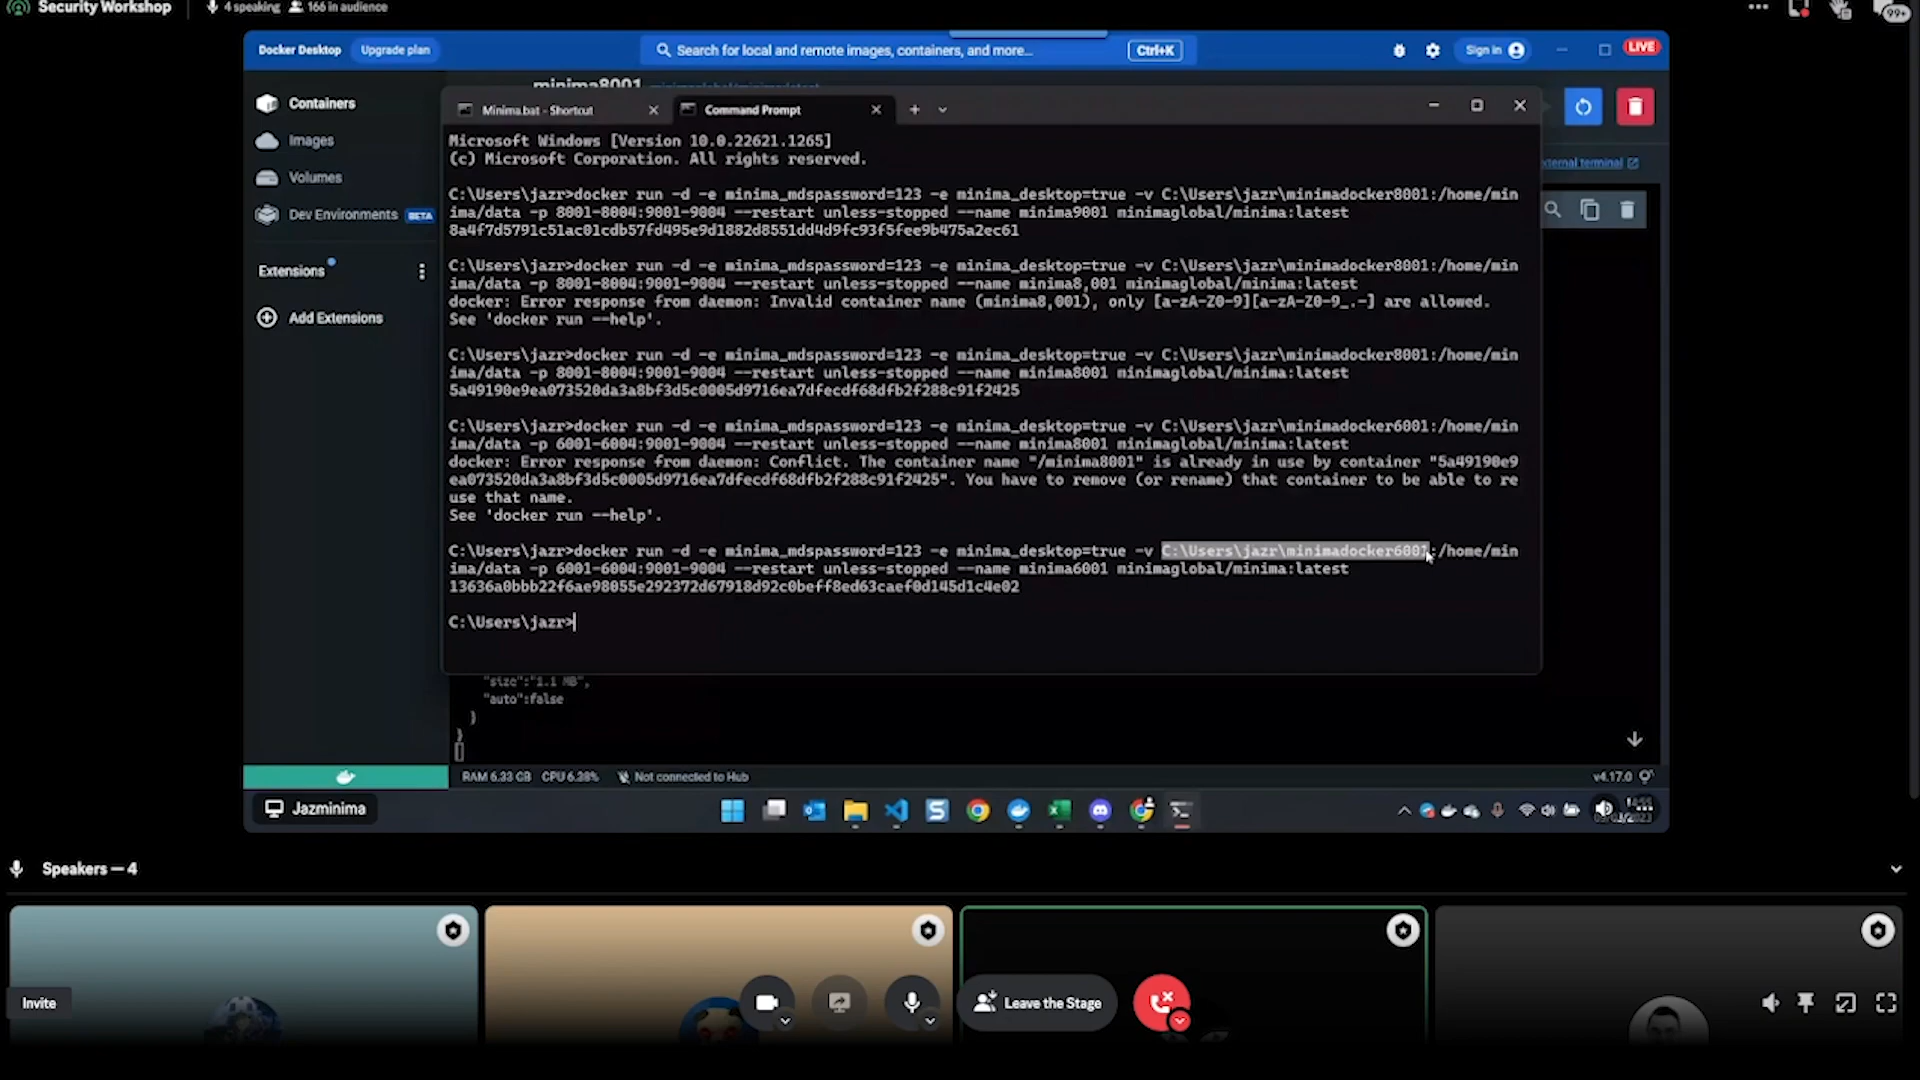 Security Workshop
4 speaking
166 in audience
99+
Docker Desktop
Upgrade plan
Search for local and remote images, containers, and more...
Ctrl+K
Sign in
LIVE
Containers
Images
Volumes
Dev Environments
BETA
Extensions
Add Extensions
minima8001
Minima.bat - Shortcut
Command Prompt
external terminal
Microsoft Windows [Version 10.0.22621.1265]
(c) Microsoft Corporation. All rights reserved.
C:\Users\jazr>docker run -d -e minima_mdspassword=123 -e minima_desktop=true -v C:\Users\jazr\minimadocker8001:/home/min
ima/data -p 8001-8004:9001-9004 --restart unless-stopped --name minima9001 minimaglobal/minima:latest
8a4f7d5791c51ac01cdb57fd495e9d1882d8551dd4d9fc93f5fee9b475a2ec61
C:\Users\jazr>docker run -d -e minima_mdspassword=123 -e minima_desktop=true -v C:\Users\jazr\minimadocker8001:/home/min
ima/data -p 8001-8004:9001-9004 --restart unless-stopped --name minima8,001 minimaglobal/minima:latest
docker: Error response from daemon: Invalid container name (minima8,001), only [a-zA-Z0-9][a-zA-Z0-9_.-] are allowed.
See 'docker run --help'.
C:\Users\jazr>docker run -d -e minima_mdspassword=123 -e minima_desktop=true -v C:\Users\jazr\minimadocker8001:/home/min
ima/data -p 8001-8004:9001-9004 --restart unless-stopped --name minima8001 minimaglobal/minima:latest
5a49190e9ea073520da3a8bf3d5c0005d9716ea7dfecdf68dfb2f288c91f2425
C:\Users\jazr>docker run -d -e minima_mdspassword=123 -e minima_desktop=true -v C:\Users\jazr\minimadocker6001:/home/min
ima/data -p 6001-6004:9001-9004 --restart unless-stopped --name minima8001 minimaglobal/minima:latest
docker: Error response from daemon: Conflict. The container name "/minima8001" is already in use by container "5a49190e9
ea073520da3a8bf3d5c0005d9716ea7dfecdf68dfb2f288c91f2425". You have to remove (or rename) that container to be able to re
use that name.
See 'docker run --help'.
C:\Users\jazr>docker run -d -e minima_mdspassword=123 -e minima_desktop=true -v C:\Users\jazr\minimadocker6001:/home/min
ima/data -p 6001-6004:9001-9004 --restart unless-stopped --name minima6001 minimaglobal/minima:latest
13636a0bbb22f6ae98055e292372d67918d92c0beff8ed63caef0d145d1c4e02
C:\Users\jazr>
"size":"1.1 MB",
"auto":false
}
}
RAM 6.33 GB CPU 6.28% Not connected to Hub
v4.17.0
Jazminima
Speakers — 4
Invite
Leave the Stage